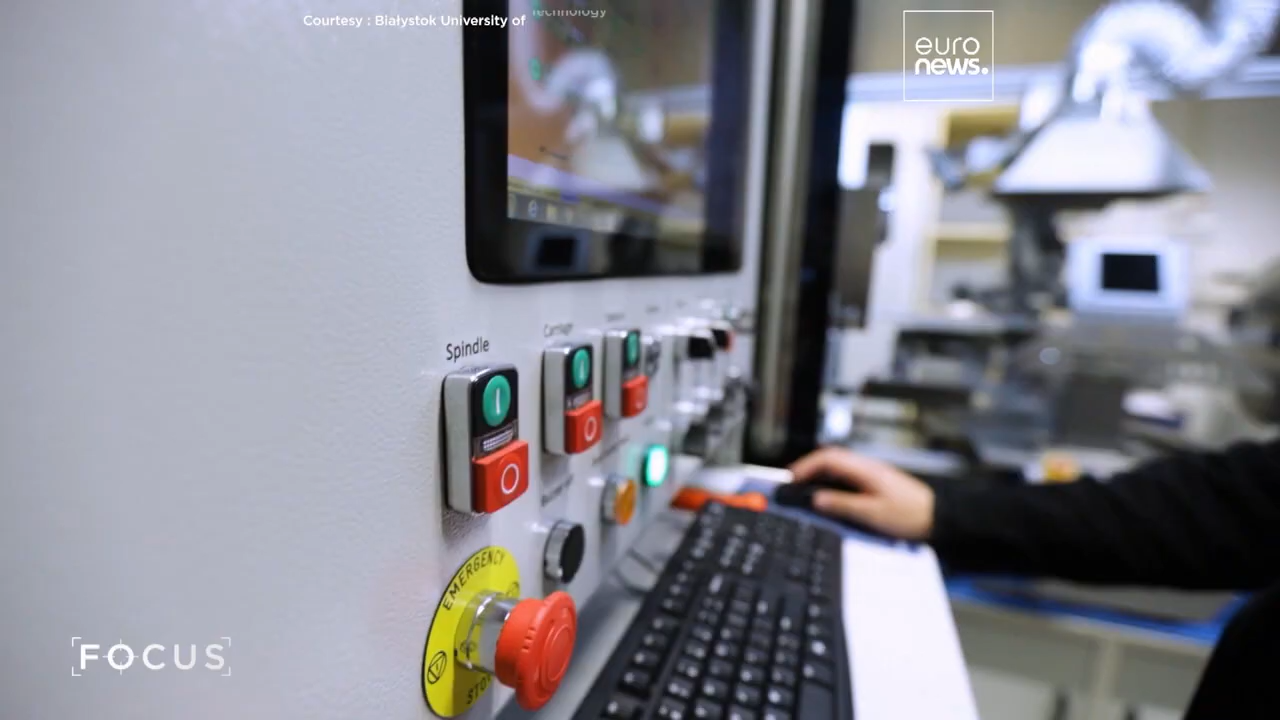 Courtesy : Białystok University of Technology
euro
news.
Spindle
Carriage
EMERGENCY
STOP
FOCUS